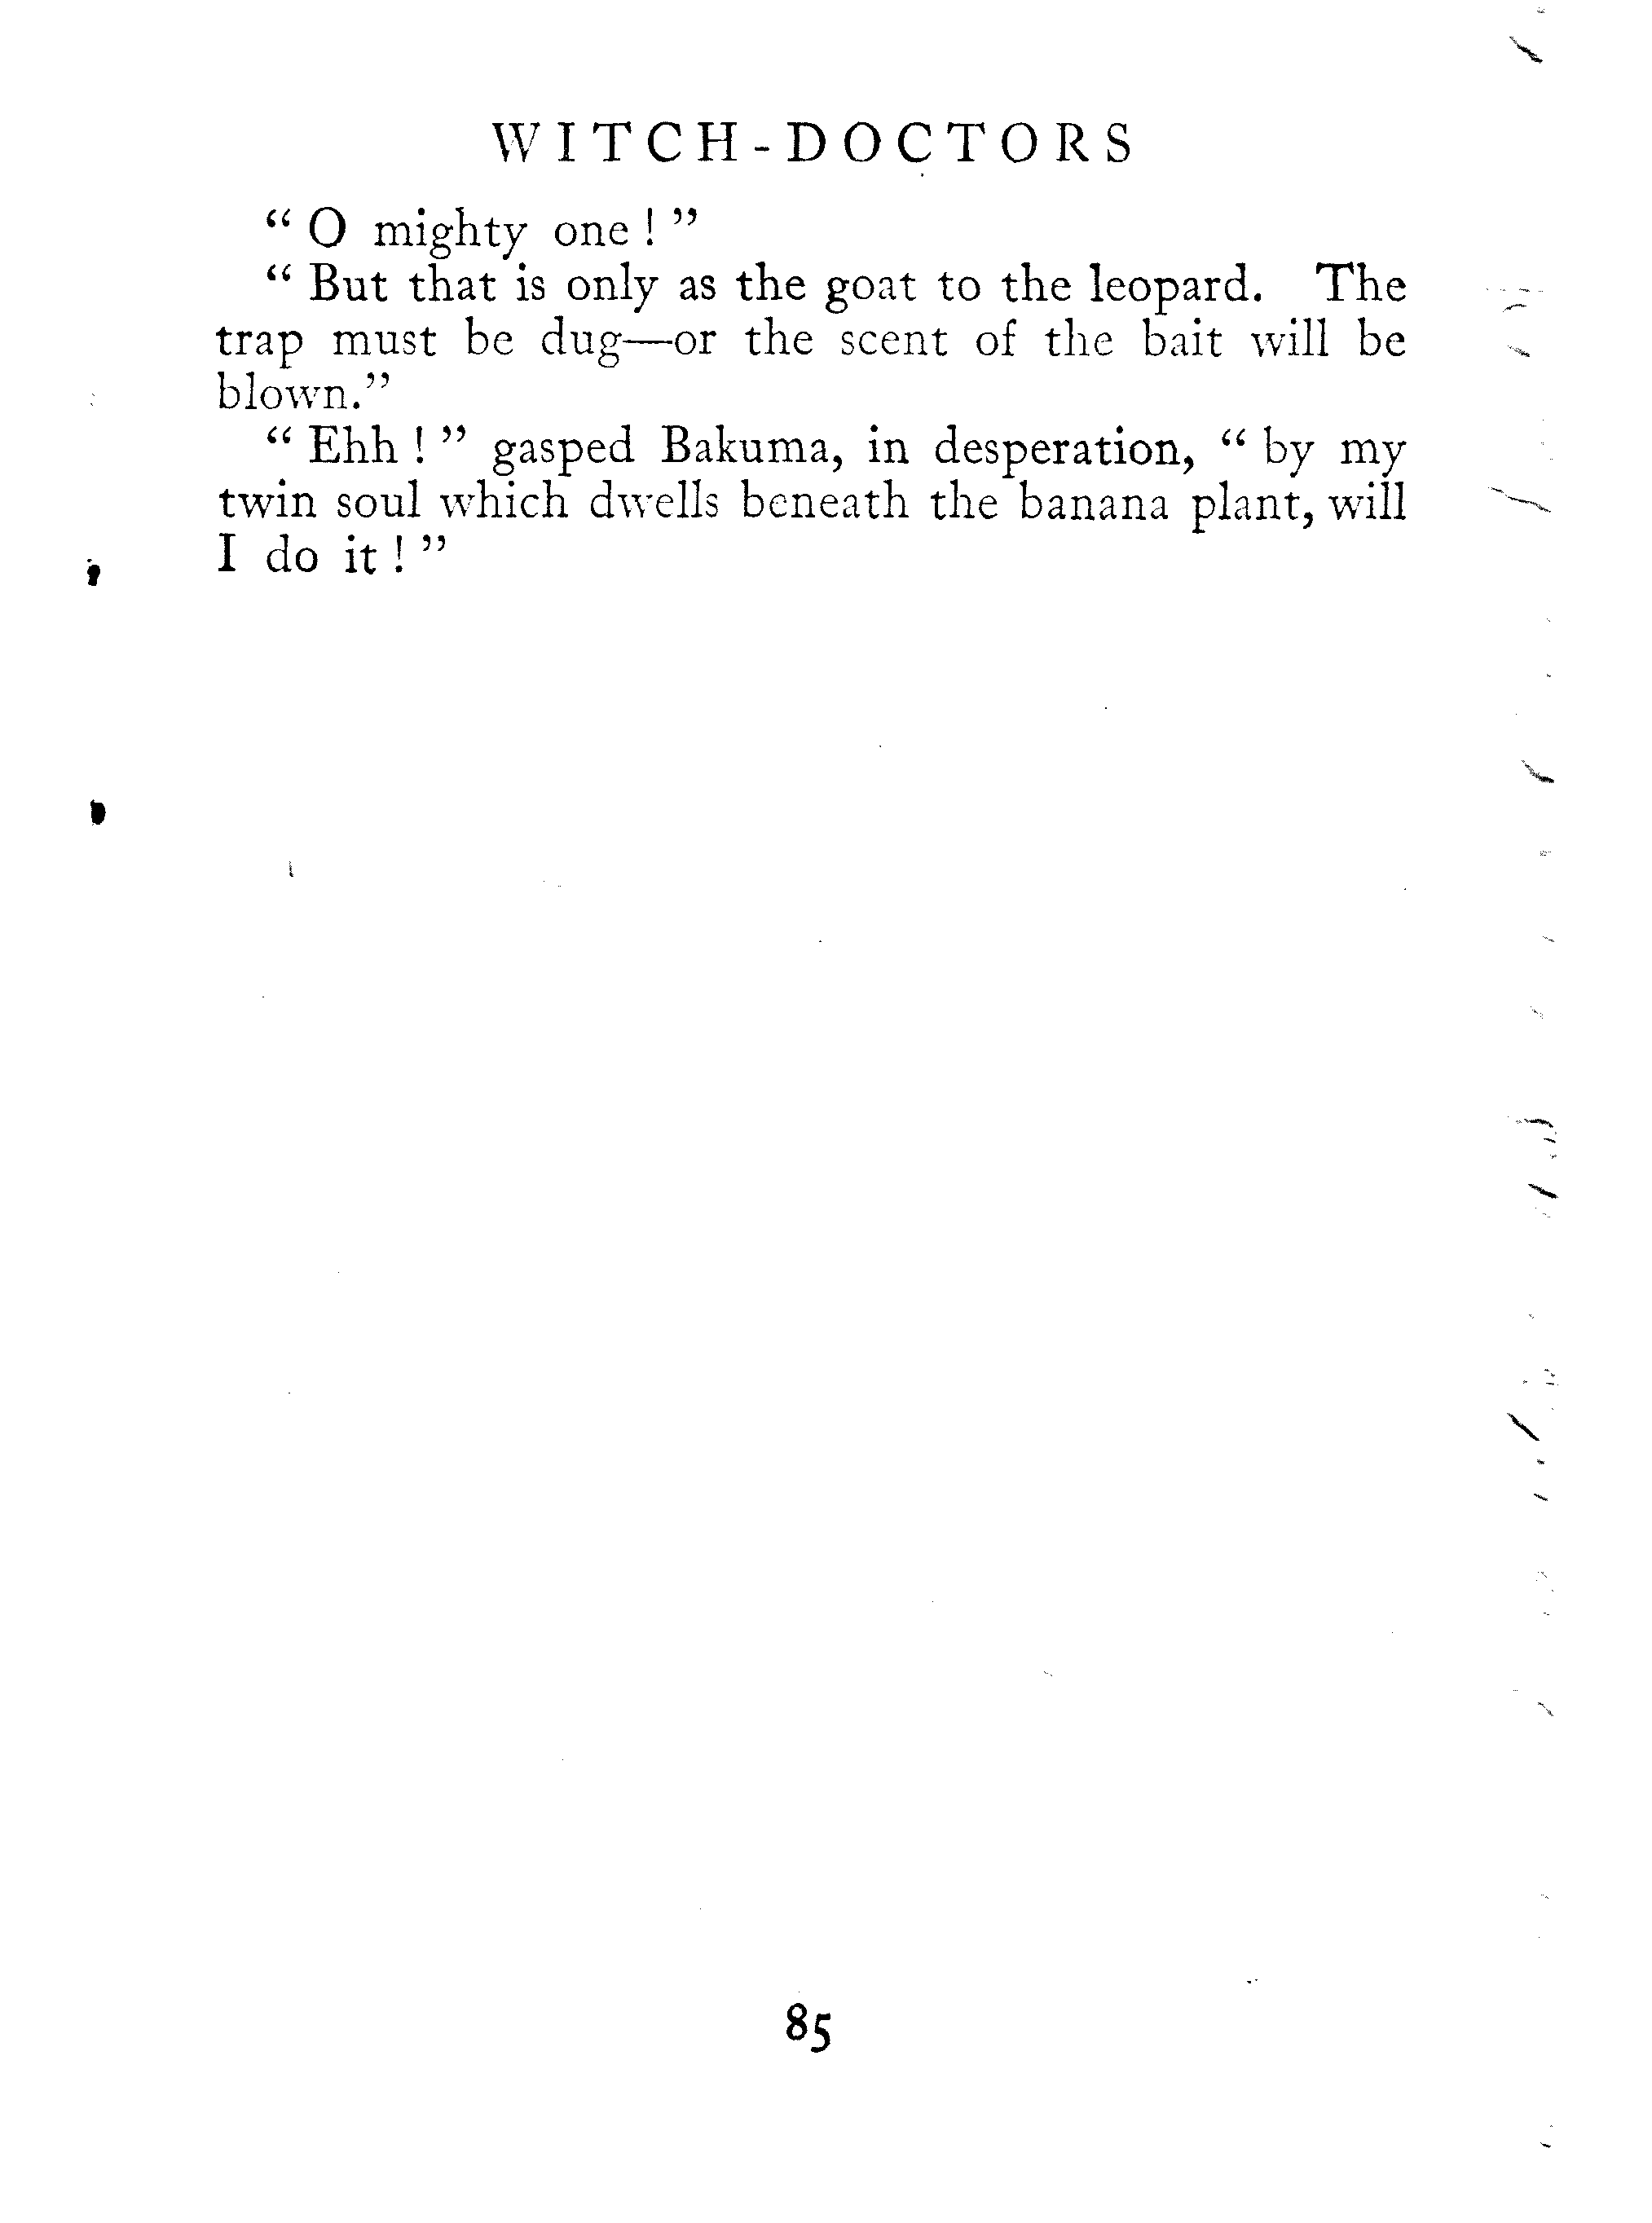 WITCH-DOCTORS
“ O mighty one ! ”
“ But that is only as the goat to the leopard. The
trap must be dug—or the scent of the bait will be
blown.”
“ Ehh ! ” gasped Bakuma, in desperation, “ by my
twin soul which dwells beneath the banana plant, will
I do it ! ”
85